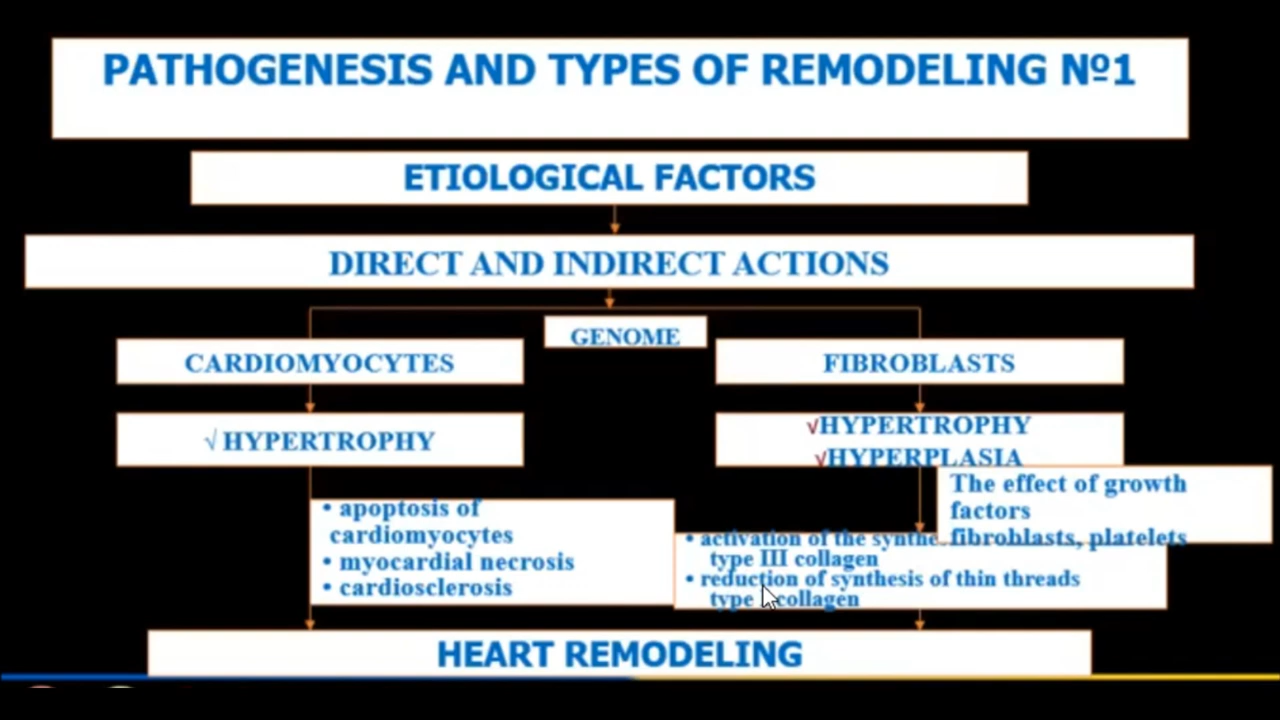 PATHOGENESIS AND TYPES OF REMODELING №1
ETIOLOGICAL FACTORS
DIRECT AND INDIRECT ACTIONS
GENOME
CARDIOMYOCYTES
FIBROBLASTS
√ HYPERTROPHY
√HYPERTROPHY
√HYPERPLASIA
The effect of growth
factors
fibroblasts, platelets
• apoptosis of
cardiomyocytes
• myocardial necrosis
• cardiosclerosis
• activation of the
type III collagen
• reduction of synthesis of thin threads
type collagen
HEART REMODELING